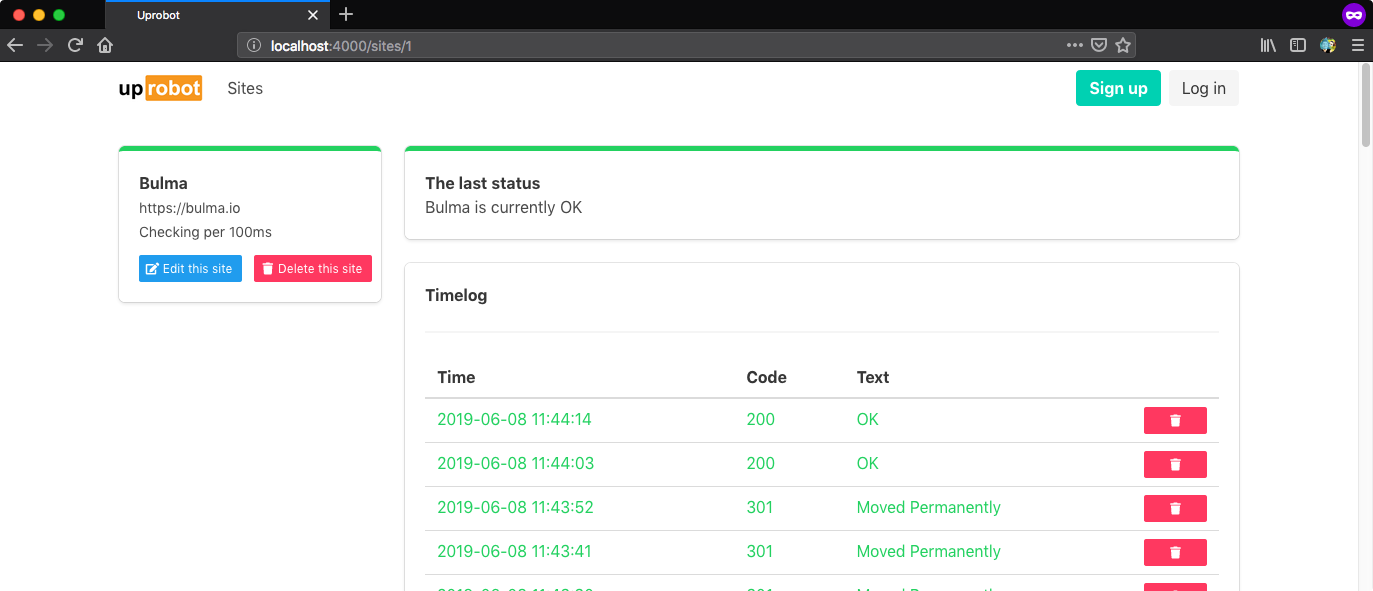 Uprobot
localhost:4000/sites/1
uprobot Sites Sign up Log in
Bulma
https://bulma.io
Checking per 100ms
Edit this site Delete this site
The last status
Bulma is currently OK
Timelog
Time Code Text
2019-06-08 11:44:14 200 OK
2019-06-08 11:44:03 200 OK
2019-06-08 11:43:52 301 Moved Permanently
2019-06-08 11:43:41 301 Moved Permanently